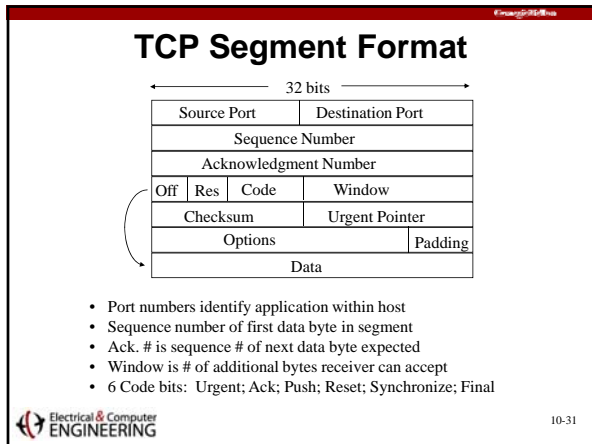 Carnegie Mellon
TCP Segment Format
32 bits
Source Port Destination Port
Sequence Number
Acknowledgment Number
Off Res Code Window
Checksum Urgent Pointer
Options Padding
Data
• Port numbers identify application within host
• Sequence number of first data byte in segment
• Ack. # is sequence # of next data byte expected
• Window is # of additional bytes receiver can accept
• 6 Code bits: Urgent; Ack; Push; Reset; Synchronize; Final
Electrical & Computer
ENGINEERING
10-31